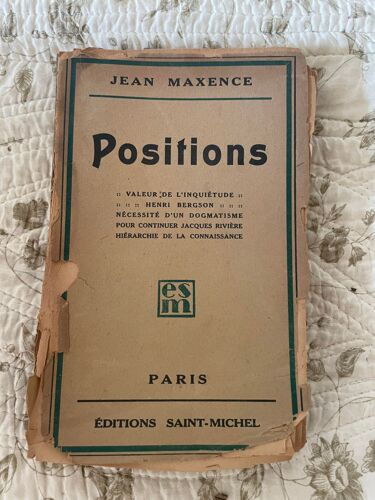 JEAN MAXENCE
Positions
:: VALEUR DE L'INQUIÉTUDE ::
:: :: :: HENRI BERGSON :: :: ::
NÉCESSITÉ D'UN DOGMATISME
POUR CONTINUER JACQUES RIVIÈRE
HIÉRARCHIE DE LA CONNAISSANCE
esm
PARIS
ÉDITIONS SAINT-MICHEL